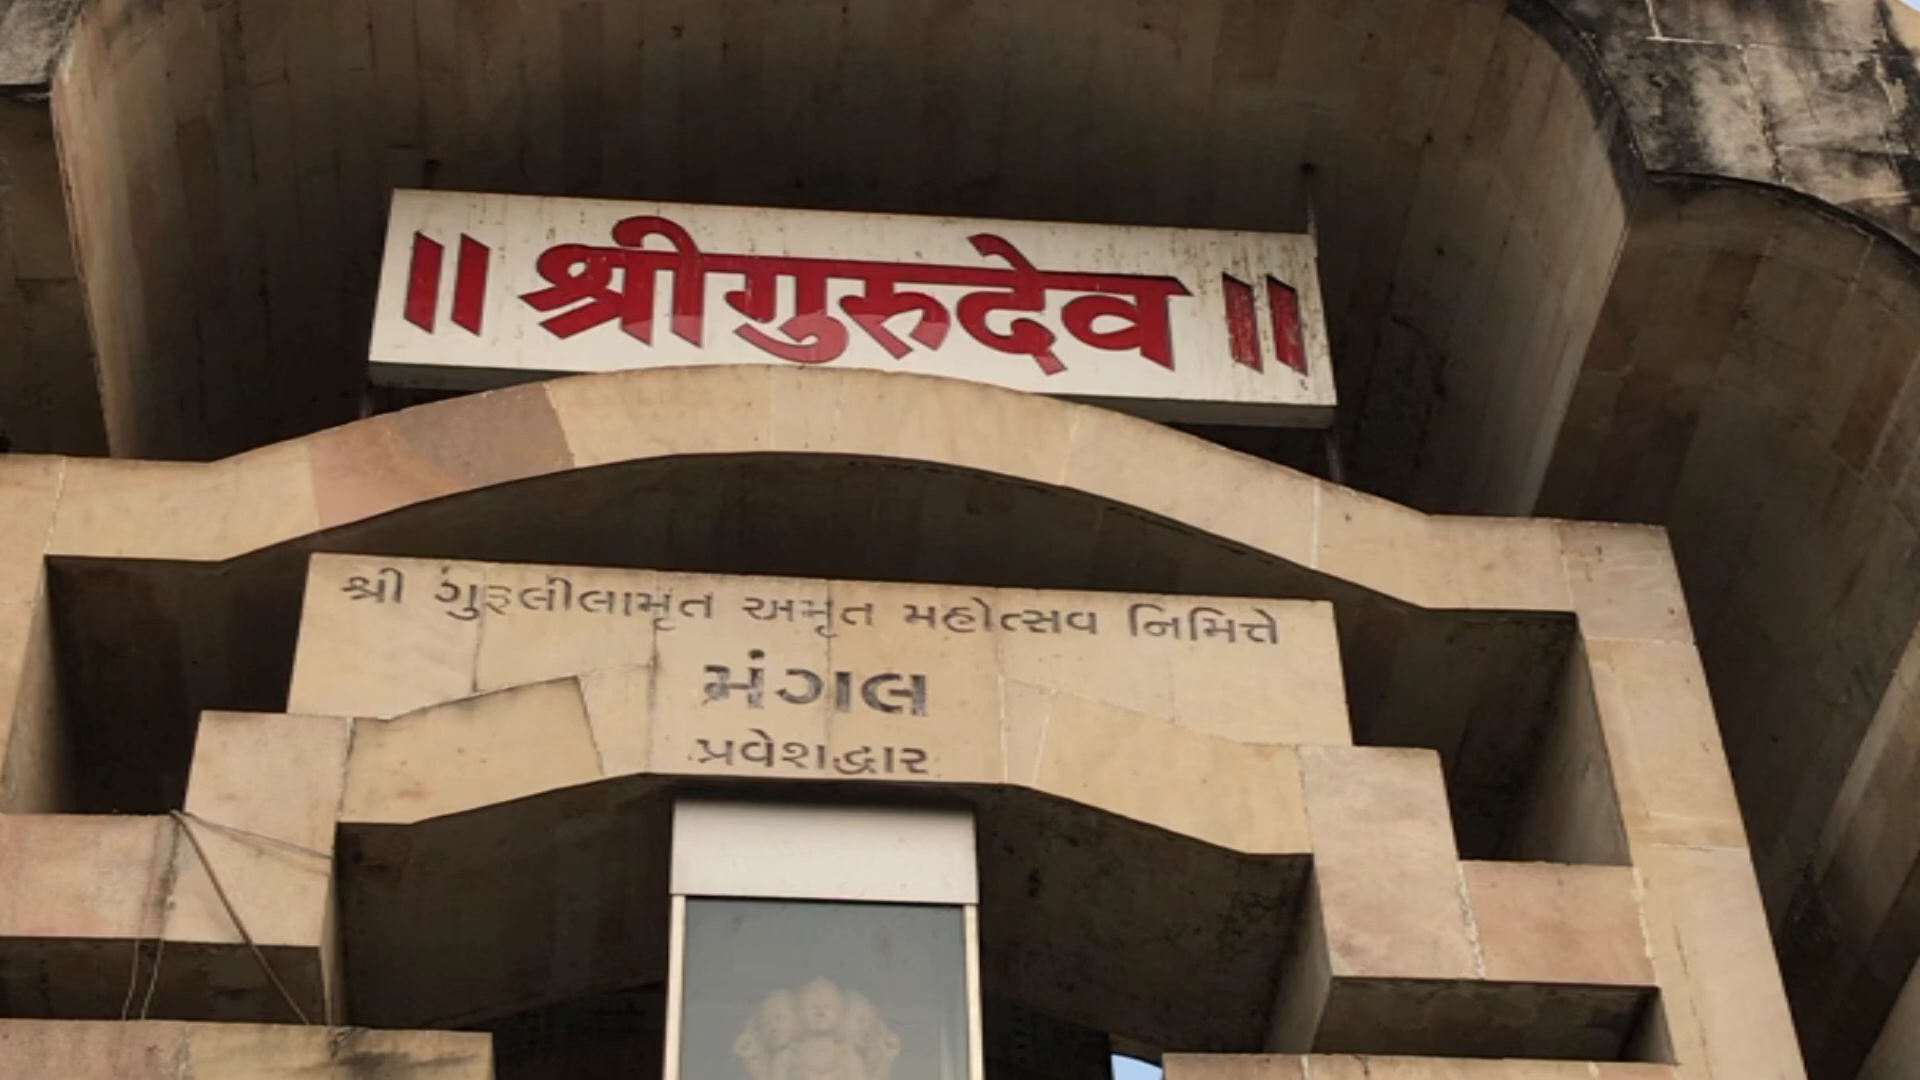 ॥ श्रीगुरुदेव ॥
શ્રી ગુરૂલીલામૃત અમૃત મહોત્સવ નિમિત્તે
મંગલ
પ્રવેશદ્વાર